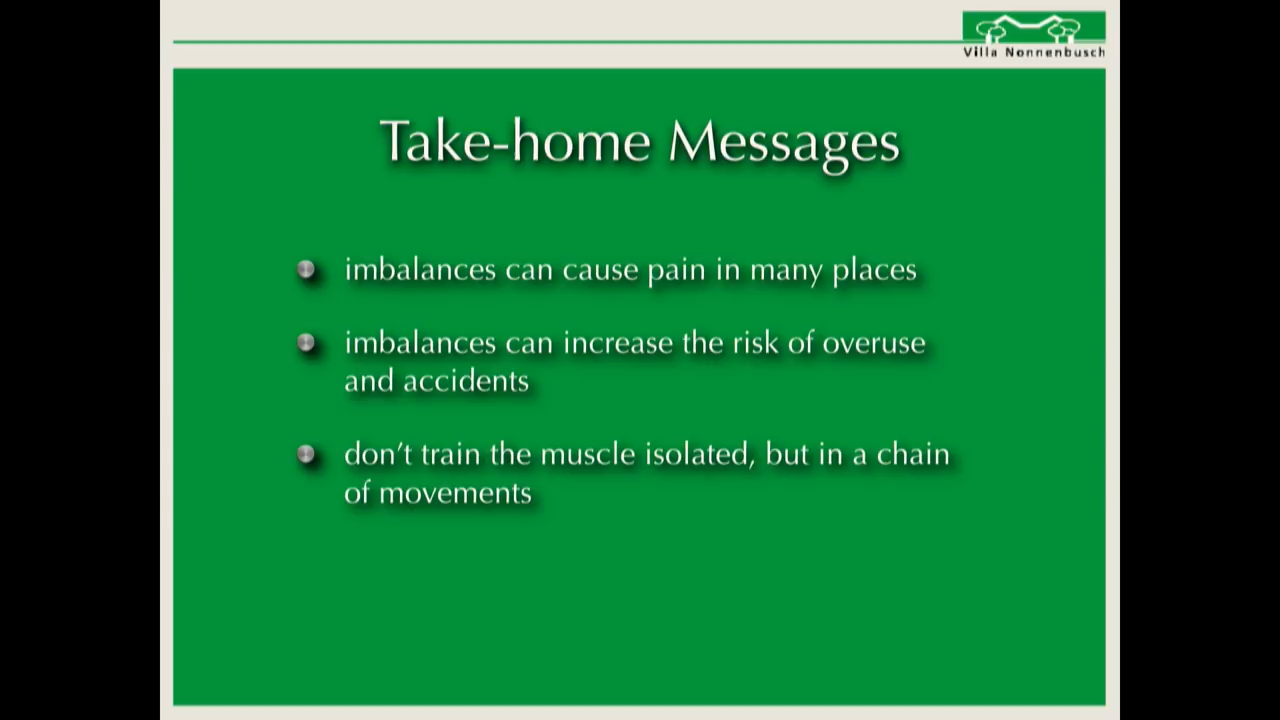 Villa Nonnenbusch
Take-home Messages
imbalances can cause pain in many places
imbalances can increase the risk of overuse
and accidents
don't train the muscle isolated, but in a chain
of movements